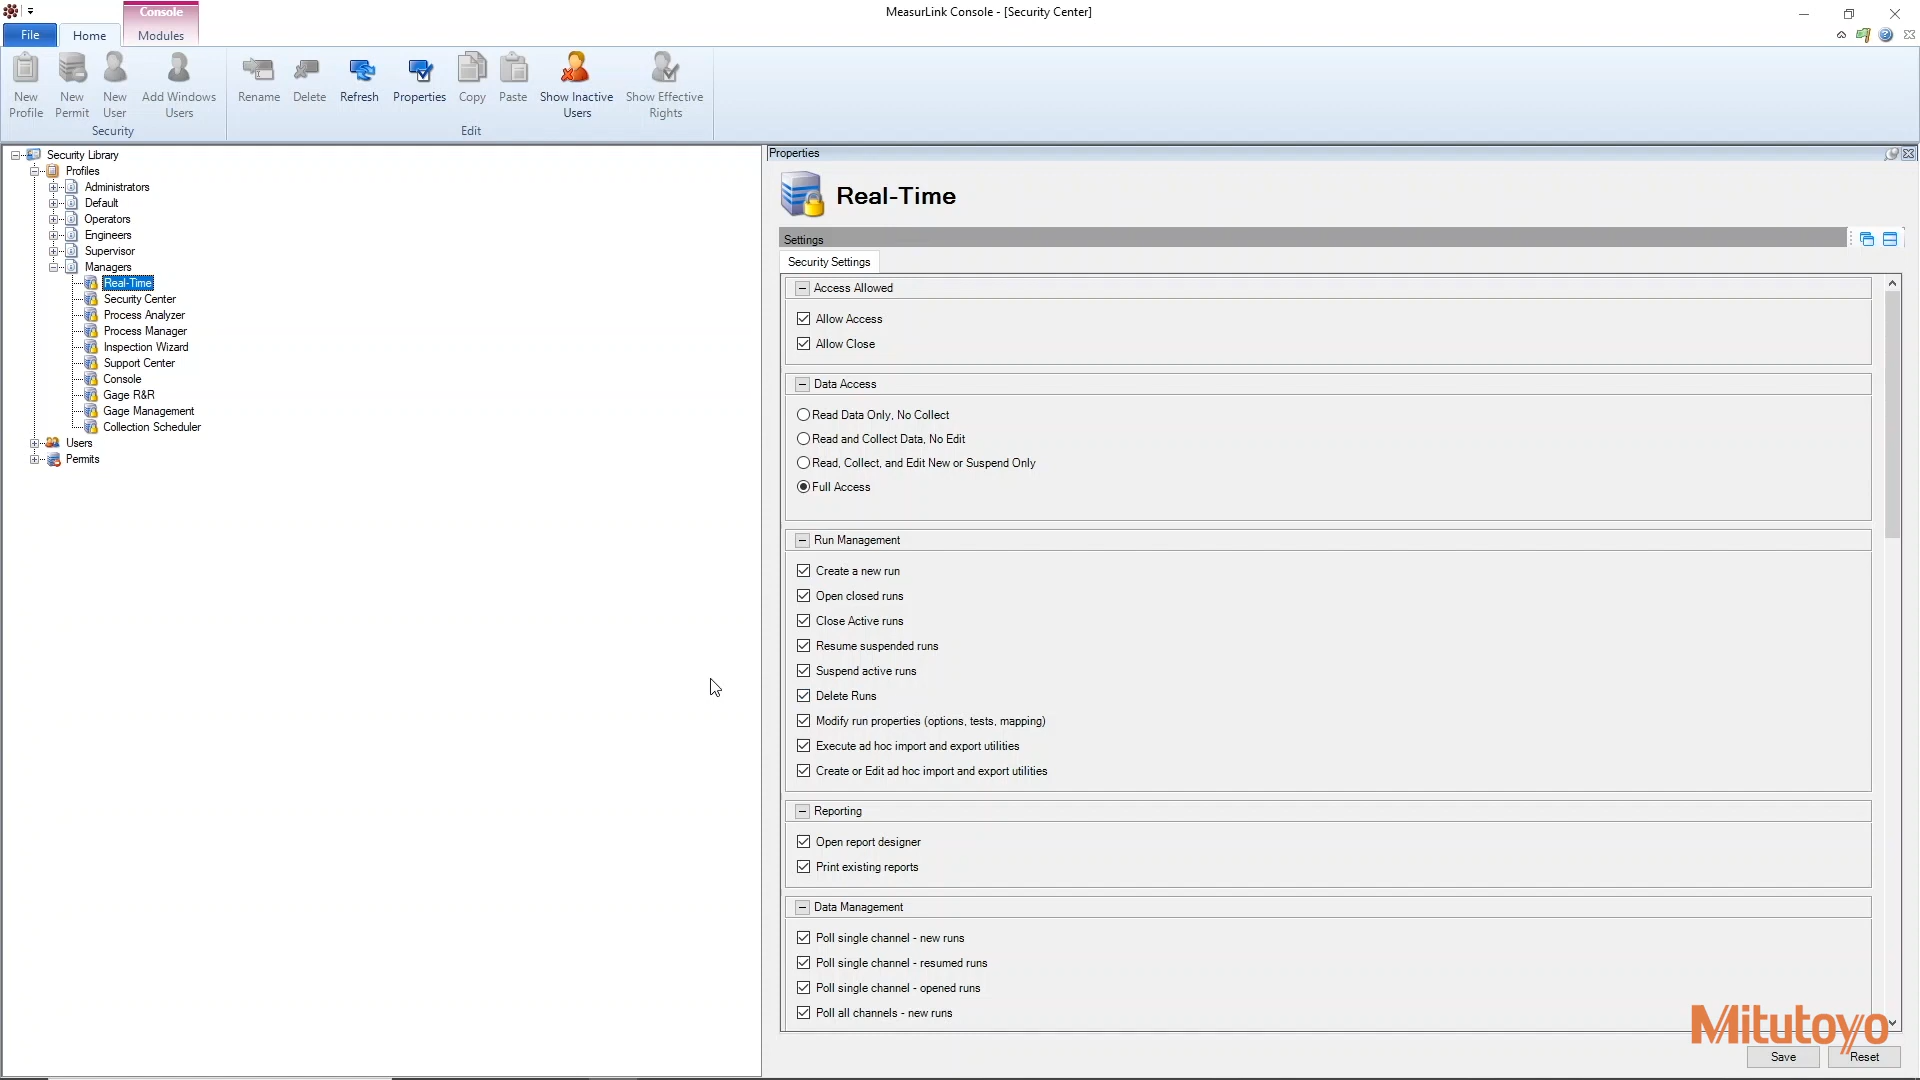 Console
MeasurLink Console - [Security Center]
File
Home
Modules
New Profile
New Permit
New User
Add Windows Users
Rename
Delete
Refresh
Properties
Copy
Paste
Show Inactive Users
Show Effective Rights
Security
Edit
Security Library
Profiles
Administrators
Default
Operators
Engineers
Supervisor
Managers
Real-Time
Security Center
Process Analyzer
Process Manager
Inspection Wizard
Support Center
Console
Gage R&R
Gage Management
Collection Scheduler
Users
Permits
Properties
Real-Time
Settings
Security Settings
Access Allowed
Allow Access
Allow Close
Data Access
Read Data Only, No Collect
Read and Collect Data, No Edit
Read, Collect, and Edit New or Suspend Only
Full Access
Run Management
Create a new run
Open closed runs
Close Active runs
Resume suspended runs
Suspend active runs
Delete Runs
Modify run properties (options, tests, mapping)
Execute ad hoc import and export utilities
Create or Edit ad hoc import and export utilities
Reporting
Open report designer
Print existing reports
Data Management
Poll single channel - new runs
Poll single channel - resumed runs
Poll single channel - opened runs
Poll all channels - new runs
Mitutoyo
Save
Reset